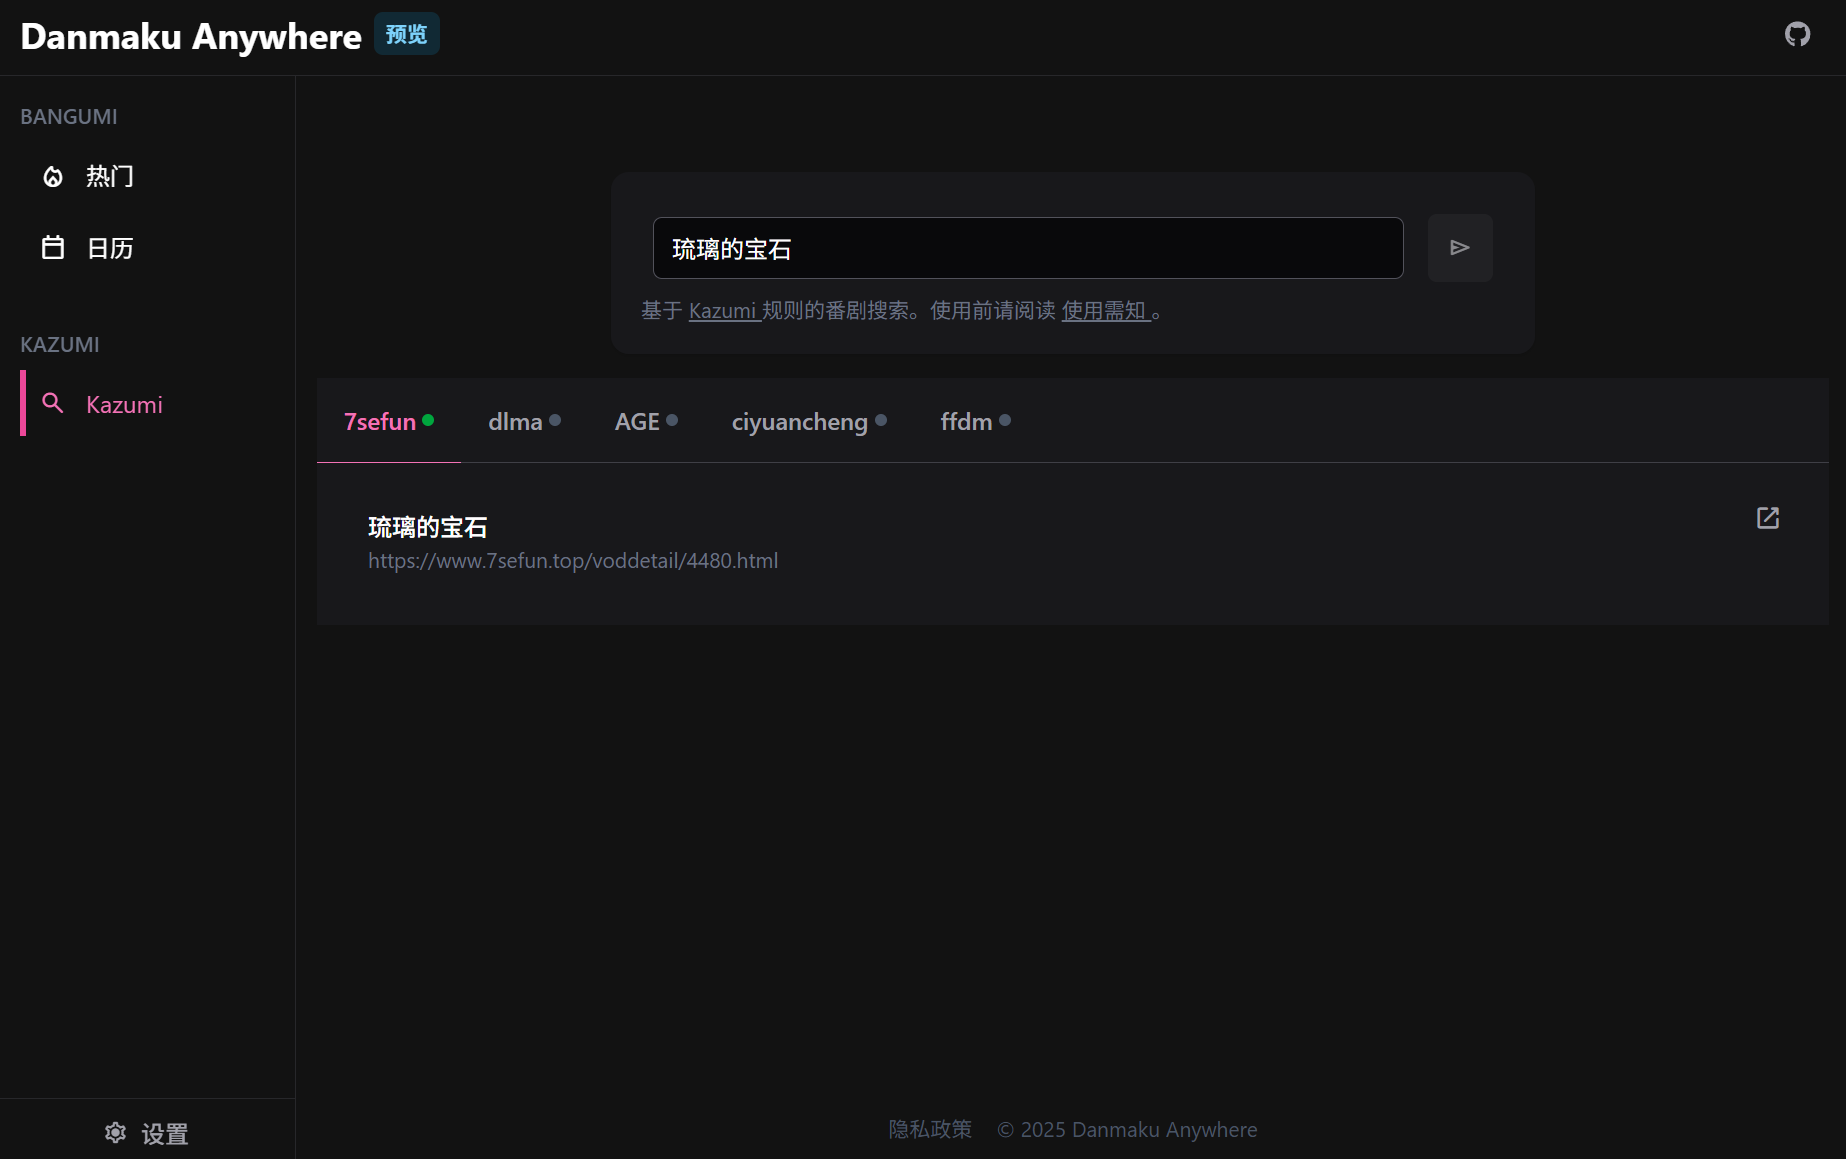 Danmaku Anywhere 预览
BANGUMI
热门
日历
KAZUMI
Kazumi
琉璃的宝石
基于 Kazumi 规则的番剧搜索。使用前请阅读 使用需知 。
7sefun dlma AGE ciyuancheng ffdm
琉璃的宝石
https://www.7sefun.top/voddetail/4480.html
设置
隐私政策 © 2025 Danmaku Anywhere